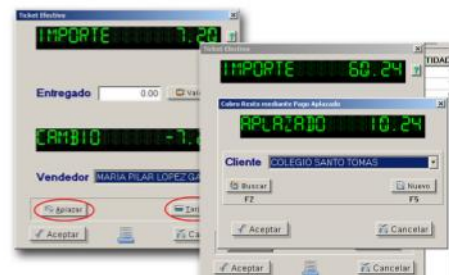 Ticket Efectivo
IMPORTE 7.20
Entregado 0.00
CAMBIO
Vendedor MARIA PILAR LOPEZ
Aplazar
Aceptar
Ticket Efectivo
IMPORTE 60.24
TIDAD
Cobro Resto mediante Pago Aplazado
APLAZADO 10.24
Cliente COLEGIO SANTO TOMAS
Buscar
Nuevo
F2
F5
Aceptar
Cancelar
Aceptar
Cancelar